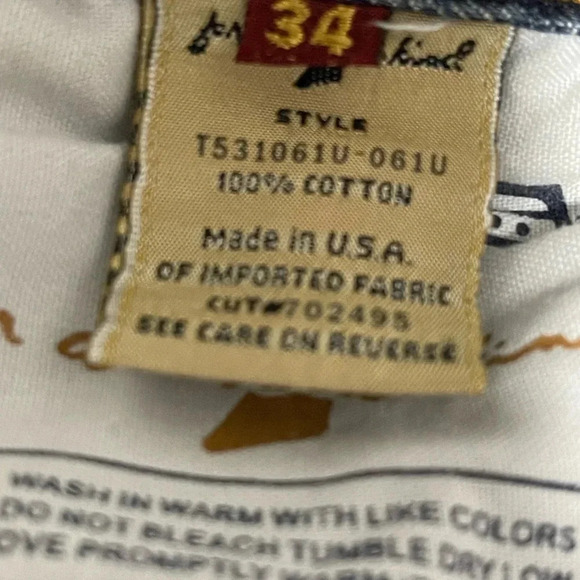 34
STYLE
T531061U-061U
100% COTTON
Made in U.S.A.
OF IMPORTED FABRIC
CUT#702495
SEE CARE ON REVERSE
WASH IN WARM WITH LIKE COLORS
DO NOT BLEACH TUMBLE DRY LOW
PROMPTLY